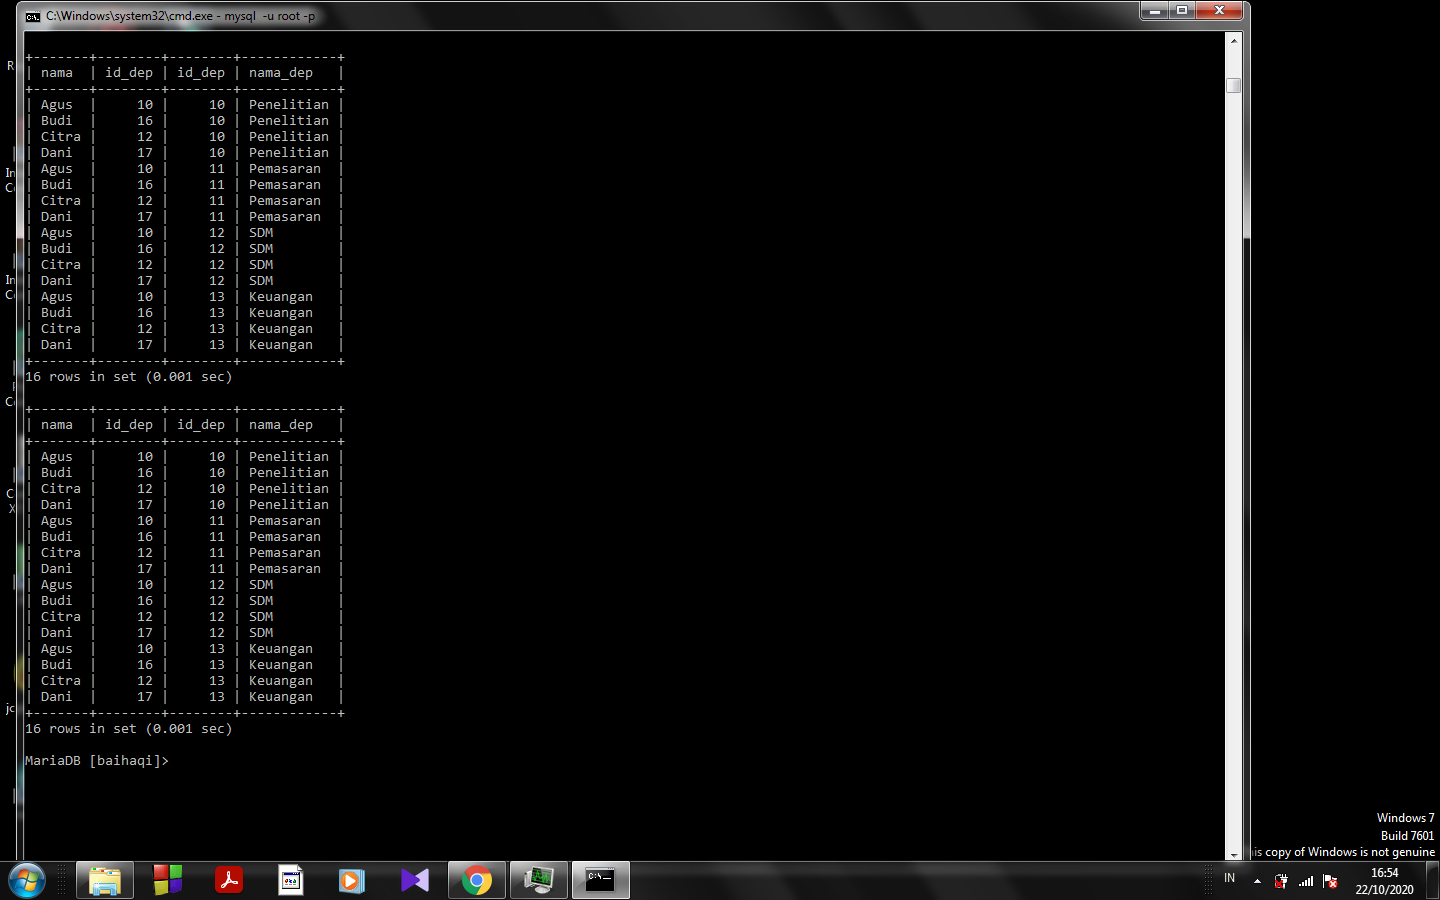 C:\Windows\system32\cmd.exe - mysql  -u root -p
+-------+--------+--------+------------+
| nama  | id_dep | id_dep | nama_dep   |
+-------+--------+--------+------------+
| Agus  |     10 |     10 | Penelitian |
| Budi  |     16 |     10 | Penelitian |
| Citra |     12 |     10 | Penelitian |
| Dani  |     17 |     10 | Penelitian |
| Agus  |     10 |     11 | Pemasaran  |
| Budi  |     16 |     11 | Pemasaran  |
| Citra |     12 |     11 | Pemasaran  |
| Dani  |     17 |     11 | Pemasaran  |
| Agus  |     10 |     12 | SDM        |
| Budi  |     16 |     12 | SDM        |
| Citra |     12 |     12 | SDM        |
| Dani  |     17 |     12 | SDM        |
| Agus  |     10 |     13 | Keuangan   |
| Budi  |     16 |     13 | Keuangan   |
| Citra |     12 |     13 | Keuangan   |
| Dani  |     17 |     13 | Keuangan   |
+-------+--------+--------+------------+
16 rows in set (0.001 sec)
+-------+--------+--------+------------+
| nama  | id_dep | id_dep | nama_dep   |
+-------+--------+--------+------------+
| Agus  |     10 |     10 | Penelitian |
| Budi  |     16 |     10 | Penelitian |
| Citra |     12 |     10 | Penelitian |
| Dani  |     17 |     10 | Penelitian |
| Agus  |     10 |     11 | Pemasaran  |
| Budi  |     16 |     11 | Pemasaran  |
| Citra |     12 |     11 | Pemasaran  |
| Dani  |     17 |     11 | Pemasaran  |
| Agus  |     10 |     12 | SDM        |
| Budi  |     16 |     12 | SDM        |
| Citra |     12 |     12 | SDM        |
| Dani  |     17 |     12 | SDM        |
| Agus  |     10 |     13 | Keuangan   |
| Budi  |     16 |     13 | Keuangan   |
| Citra |     12 |     13 | Keuangan   |
| Dani  |     17 |     13 | Keuangan   |
+-------+--------+--------+------------+
16 rows in set (0.001 sec)
MariaDB [baihaqi]>
Windows 7
Build 7601
is copy of Windows is not genuine
IN
16:54
22/10/2020